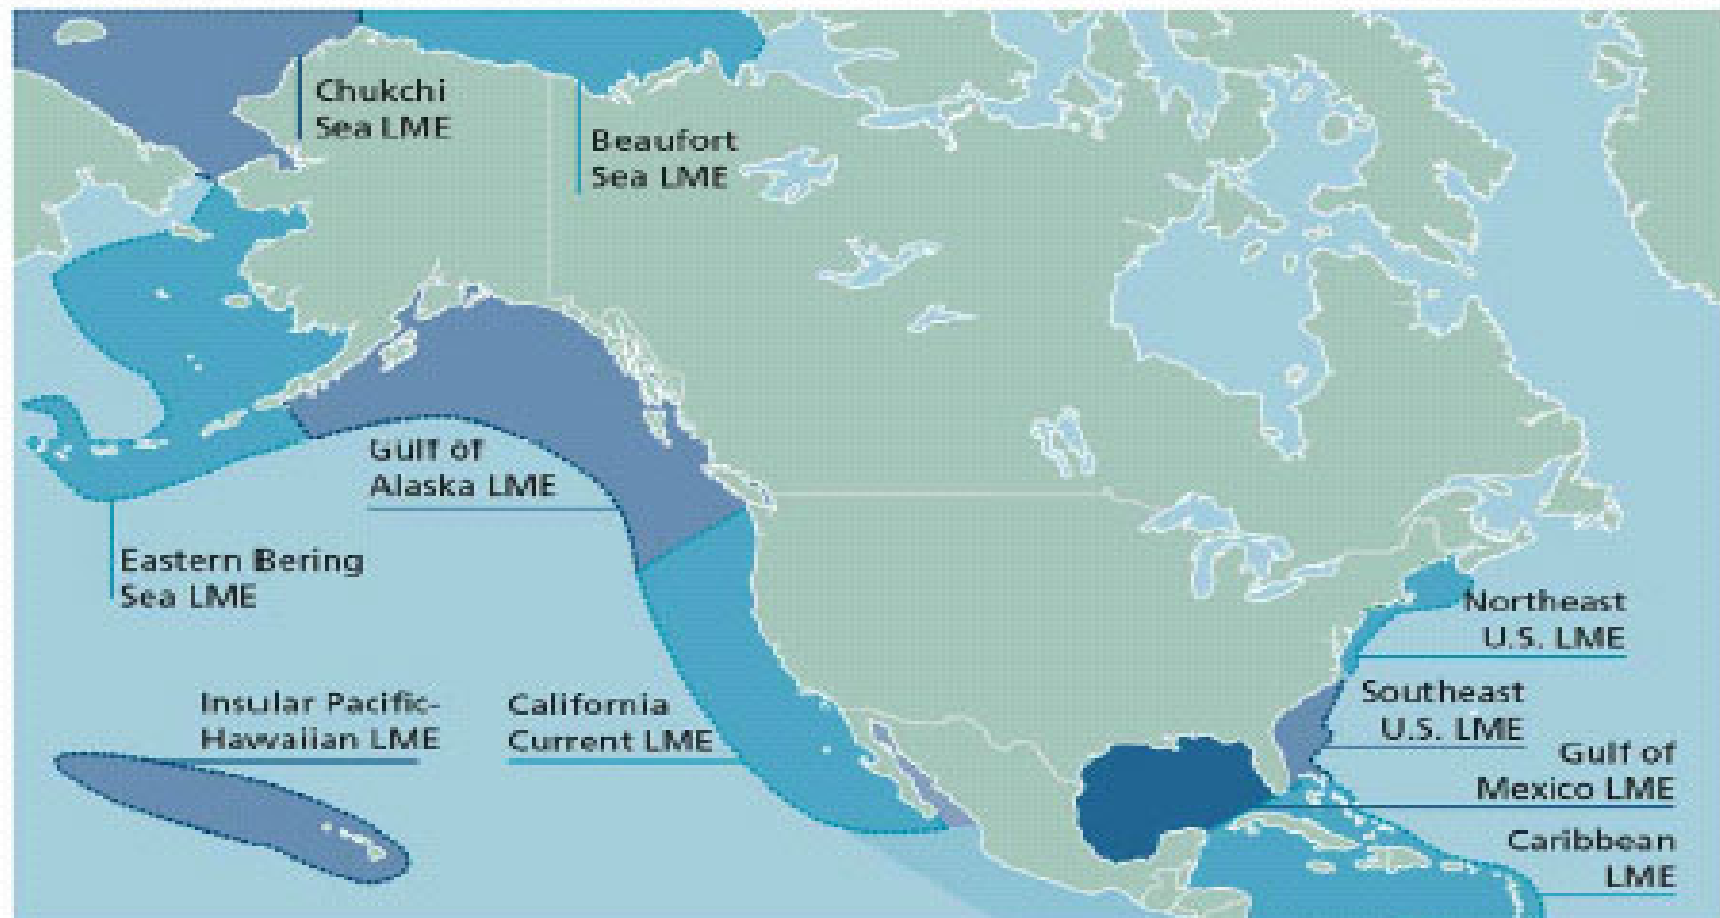 Chukchi
Sea LME
Beaufort
Sea LME
Gulf of
Alaska LME
Eastern Bering
Sea LME
Northeast
U.S. LME
Insular Pacific-
Hawaiian LME
California
Current LME
Southeast
U.S. LME
Gulf of
Mexico LME
Caribbean
LME